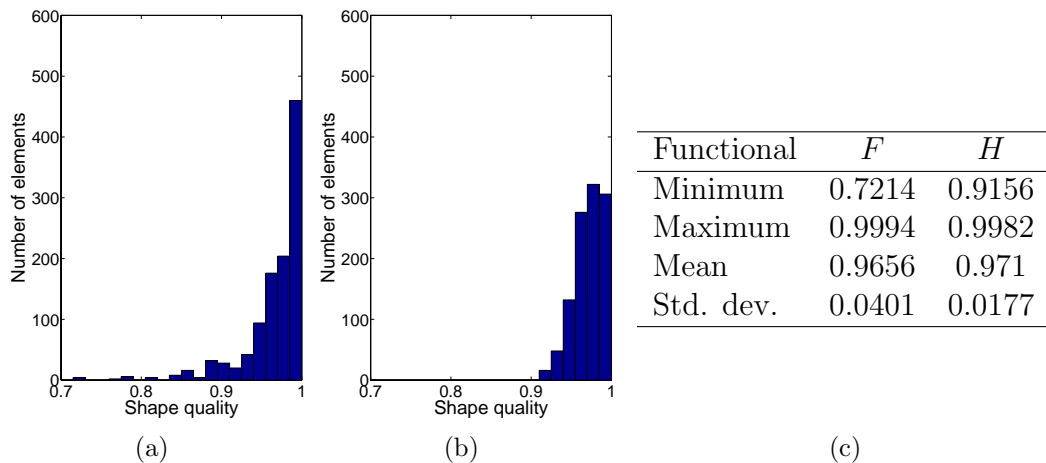 600
500
400
300
200
100
0
0.7 0.8 0.9 1
Number of elements
Shape quality
(a)
600
500
400
300
200
100
0
0.7 0.8 0.9 1
Number of elements
Shape quality
(b)
Functional F H
Minimum 0.7214 0.9156
Maximum 0.9994 0.9982
Mean 0.9656 0.971
Std. dev. 0.0401 0.0177
(c)